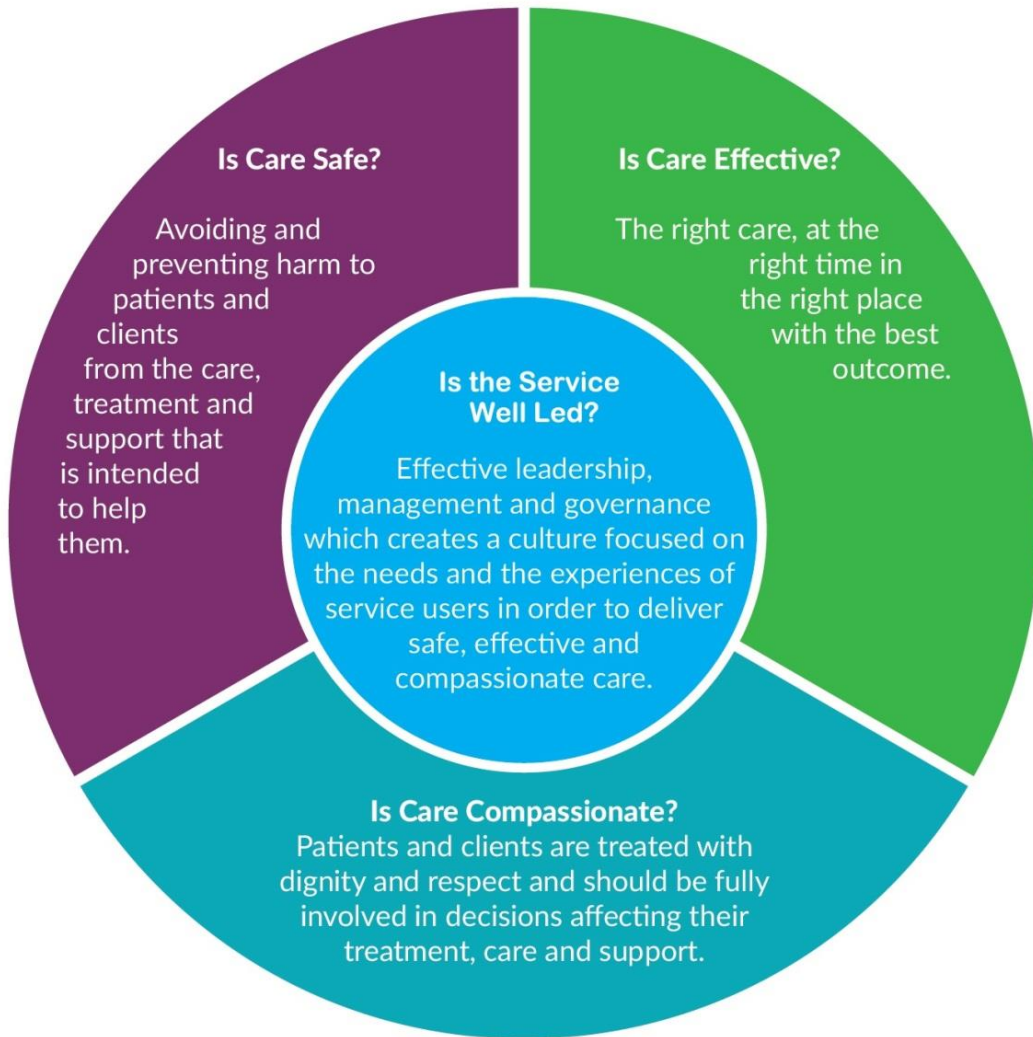 Is Care Safe?
Avoiding and
preventing harm to
patients and
clients
from the care,
treatment and
support that
is intended
to help
them.
Is Care Effective?
The right care, at the
right time in
the right place
with the best
outcome.
Is the Service
Well Led?
Effective leadership,
management and governance
which creates a culture focused on
the needs and the experiences of
service users in order to deliver
safe, effective and
compassionate care.
Is Care Compassionate?
Patients and clients are treated with
dignity and respect and should be fully
involved in decisions affecting their
treatment, care and support.